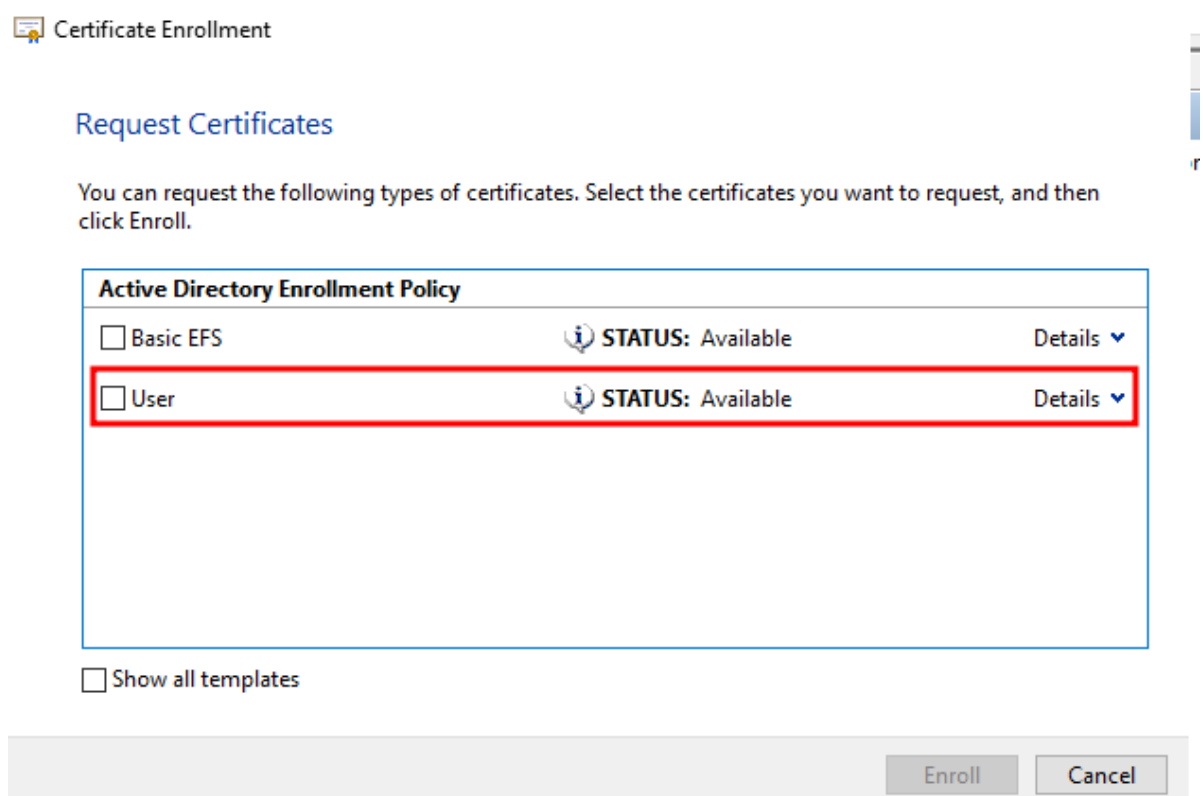 Certificate Enrollment
Request Certificates
You can request the following types of certificates. Select the certificates you want to request, and then
click Enroll.
Active Directory Enrollment Policy
Basic EFS STATUS: Available Details
User STATUS: Available Details
Show all templates
Enroll Cancel